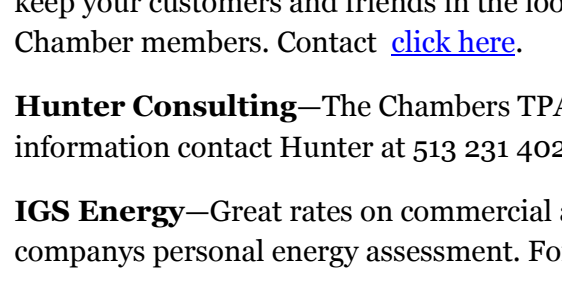 keep your customers and friends in the loo
Chamber members. Contact click here.
Hunter Consulting—The Chambers TPA
information contact Hunter at 513 231 402
IGS Energy—Great rates on commercial a
companys personal energy assessment. Fo